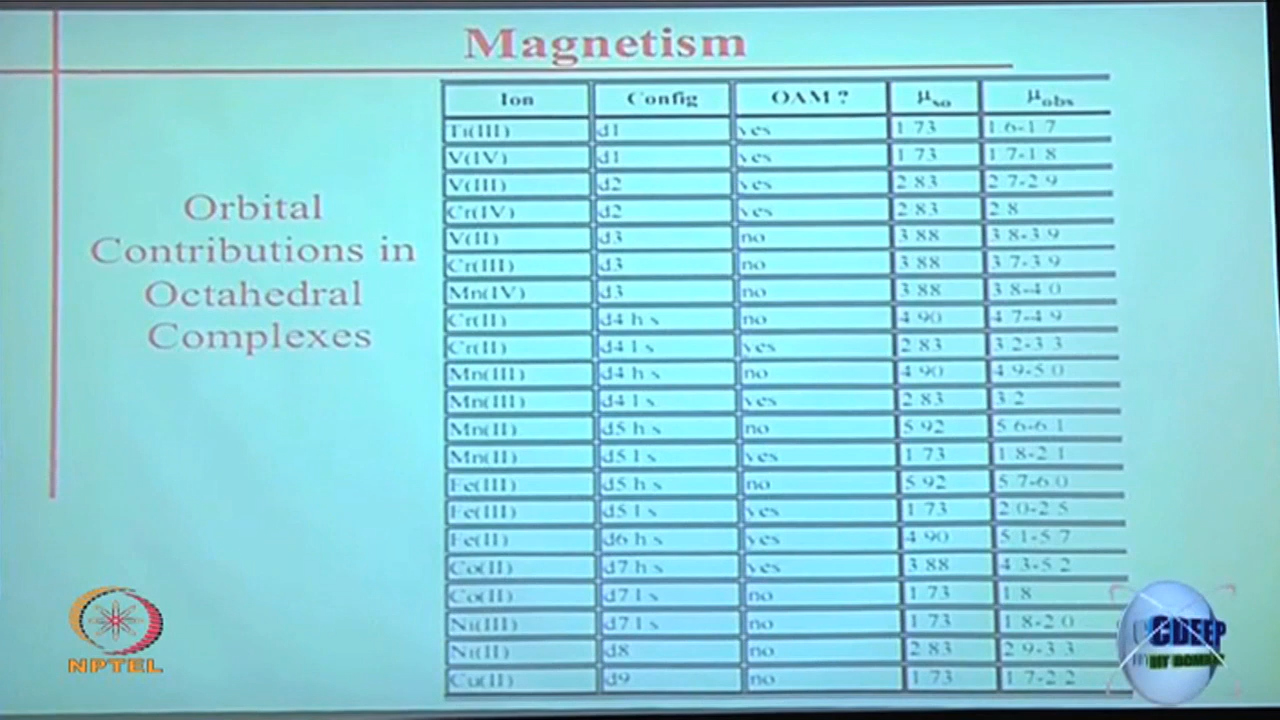 Magnetism
Orbital
Contributions in
Octahedral
Complexes
Ion Config OAM ? μso μobs
Ti(III) d1 yes 1.73 1.6-1.7
V(IV) d1 yes 1.73 1.7-1.8
V(III) d2 yes 2.83 2.7-2.9
Cr(IV) d2 yes 2.83 2.8
V(II) d3 no 3.88 3.8-3.9
Cr(III) d3 no 3.88 3.7-3.9
Mn(IV) d3 no 3.88 3.8-4.0
Cr(II) d4 h.s. no 4.90 4.7-4.9
Cr(II) d4 l.s. yes 2.83 3.2-3.3
Mn(III) d4 h.s. no 4.90 4.9-5.0
Mn(III) d4 l.s. yes 2.83 3.2
Mn(II) d5 h.s. no 5.92 5.6-6.1
Mn(II) d5 l.s. yes 1.73 1.8-2.1
Fe(III) d5 h.s. no 5.92 5.7-6.0
Fe(III) d5 l.s. yes 1.73 2.0-2.5
Fe(II) d6 h.s. yes 4.90 5.1-5.7
Co(II) d7 h.s. yes 3.88 4.3-5.2
Co(II) d7 l.s. no 1.73 1.8
Ni(III) d7 l.s. no 1.73 1.8-2.0
Ni(II) d8 no 2.83 2.9-3.3
Cu(II) d9 no 1.73 1.7-2.2
NPTEL
CDEEP
IIT BOMBAY